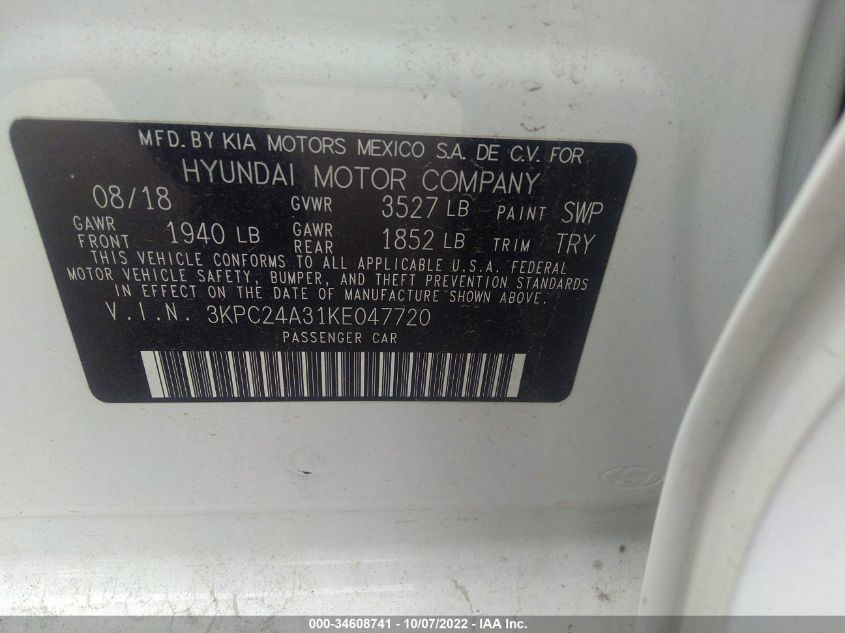 MFD. BY KIA MOTORS MEXICO S.A. DE C.V. FOR
HYUNDAI MOTOR COMPANY
08/18 GVWR 3527 LB PAINT SWP
GAWR FRONT 1940 LB GAWR REAR 1852 LB TRIM TRY
THIS VEHICLE CONFORMS TO ALL APPLICABLE U.S.A. FEDERAL
MOTOR VEHICLE SAFETY, BUMPER, AND THEFT PREVENTION STANDARDS
IN EFFECT ON THE DATE OF MANUFACTURE SHOWN ABOVE.
V.I.N. 3KPC24A31KE047720
PASSENGER CAR
000-34608741 - 10/07/2022 - IAA Inc.